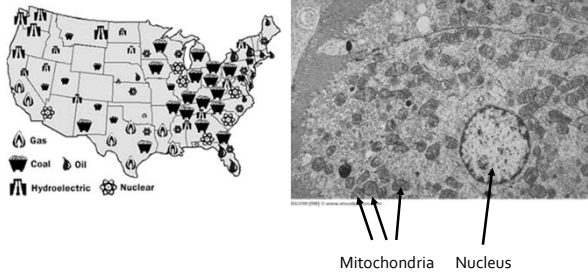 Gas
Coal
Oil
Hydroelectric
Nuclear
Mitochondria
Nucleus